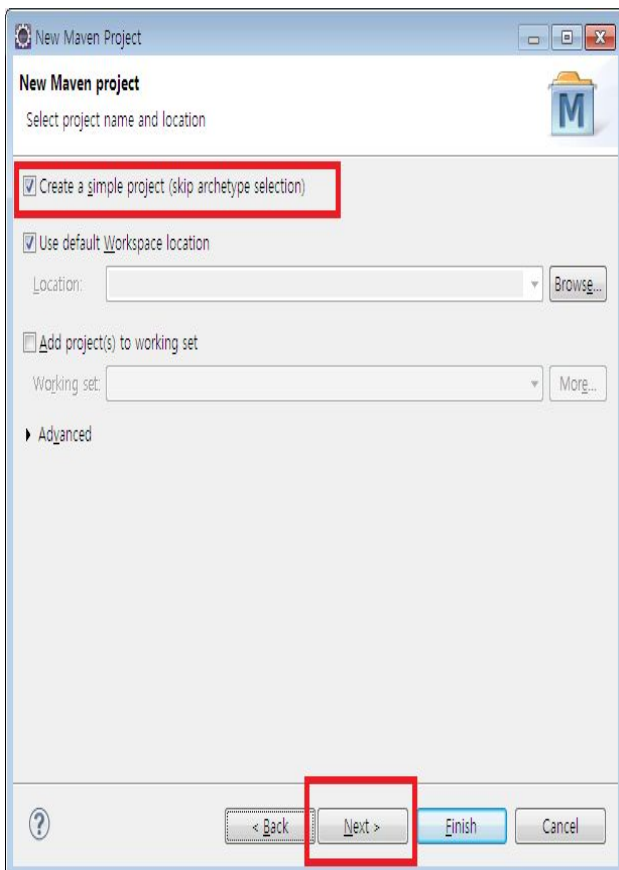 New Maven Project
New Maven project
Select project name and location
M
Create a simple project (skip archetype selection)
Use default Workspace location
Location:
Browse...
Add project(s) to working set
Working set:
More...
Advanced
?
< Back
Next >
Finish
Cancel